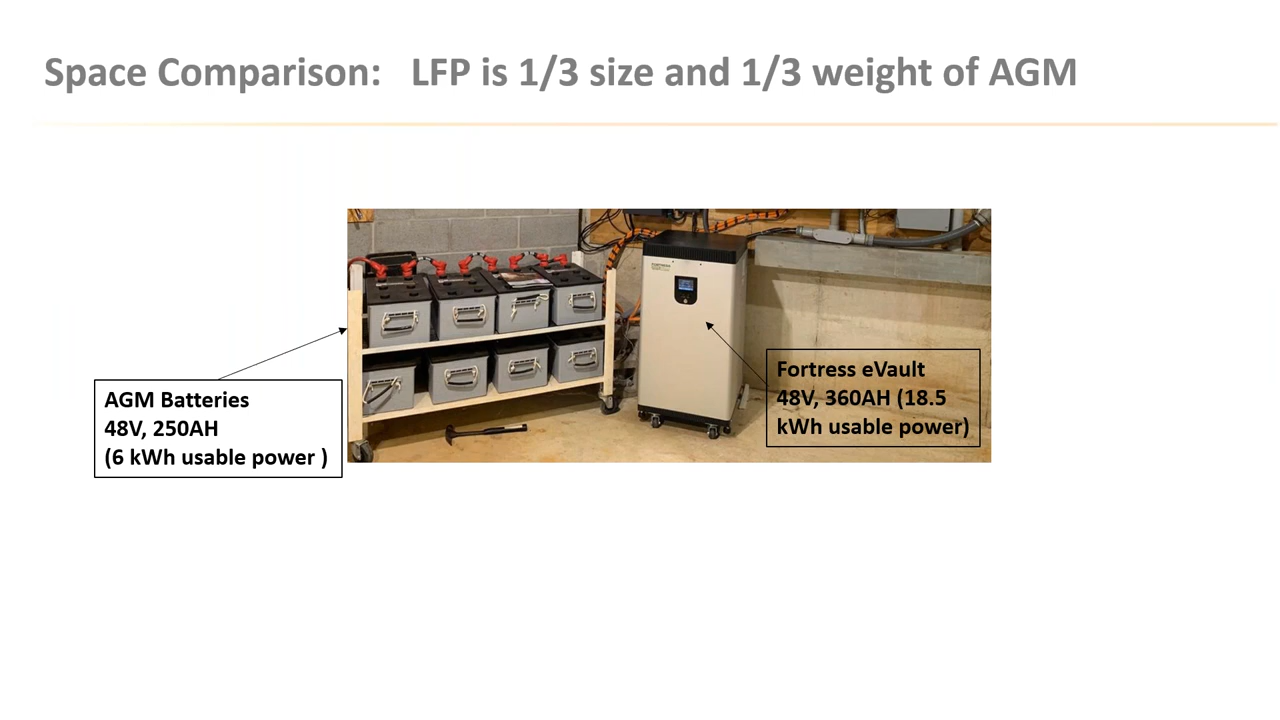 Space Comparison: LFP is 1/3 size and 1/3 weight of AGM
AGM Batteries
48V, 250AH
(6 kWh usable power )
Fortress eVault
48V, 360AH (18.5
kWh usable power)